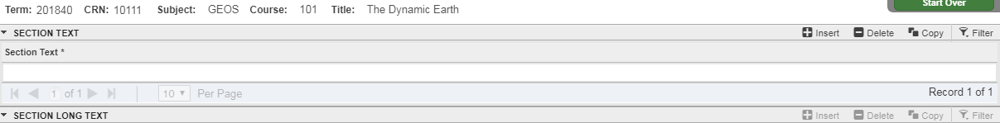 Start Over
Term: 201840 CRN: 10111 Subject: GEOS Course: 101 Title: The Dynamic Earth
SECTION TEXT Insert Delete Copy Filter
Section Text *
1 of 1 10 Per Page Record 1 of 1
SECTION LONG TEXT Insert Delete Copy Filter